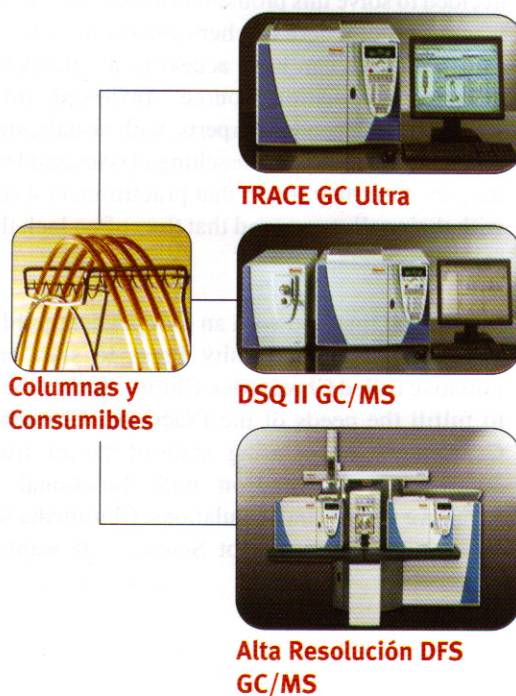 TRACE GC Ultra
Columnas y
Consumibles
DSQ II GC/MS
Alta Resolución DFS
GC/MS